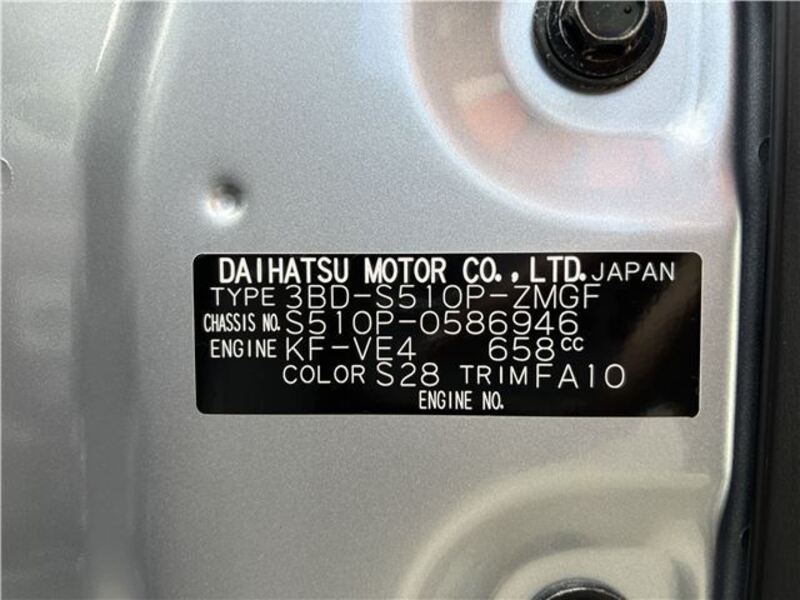 DAIHATSU MOTOR CO., LTD. JAPAN
TYPE 3BD-S510P-ZMGF
CHASSIS NO. S510P-0586946
ENGINE KF-VE4 658cc
COLOR S28 TRIM FA10
ENGINE NO.